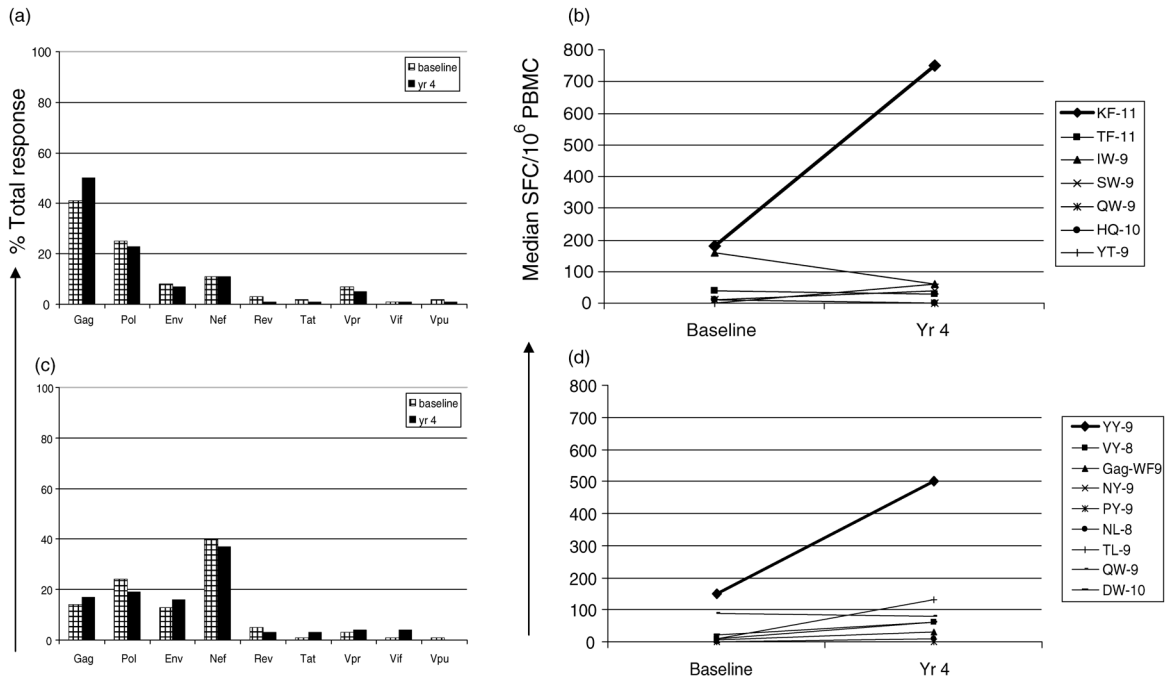 (a)
% Total response
100
80
60
40
20
0
baseline
yr 4
Gag Pol Env Nef Rev Tat Vpr Vif Vpu
(b)
Median SFC/10⁶ PBMC
800
700
600
500
400
300
200
100
0
Baseline Yr 4
KF-11
TF-11
IW-9
SW-9
QW-9
HQ-10
YT-9
(c)
100
80
60
40
20
0
baseline
yr 4
Gag Pol Env Nef Rev Tat Vpr Vif Vpu
(d)
800
700
600
500
400
300
200
100
0
Baseline Yr 4
YY-9
VY-8
Gag-WF9
NY-9
PY-9
NL-8
TL-9
QW-9
DW-10